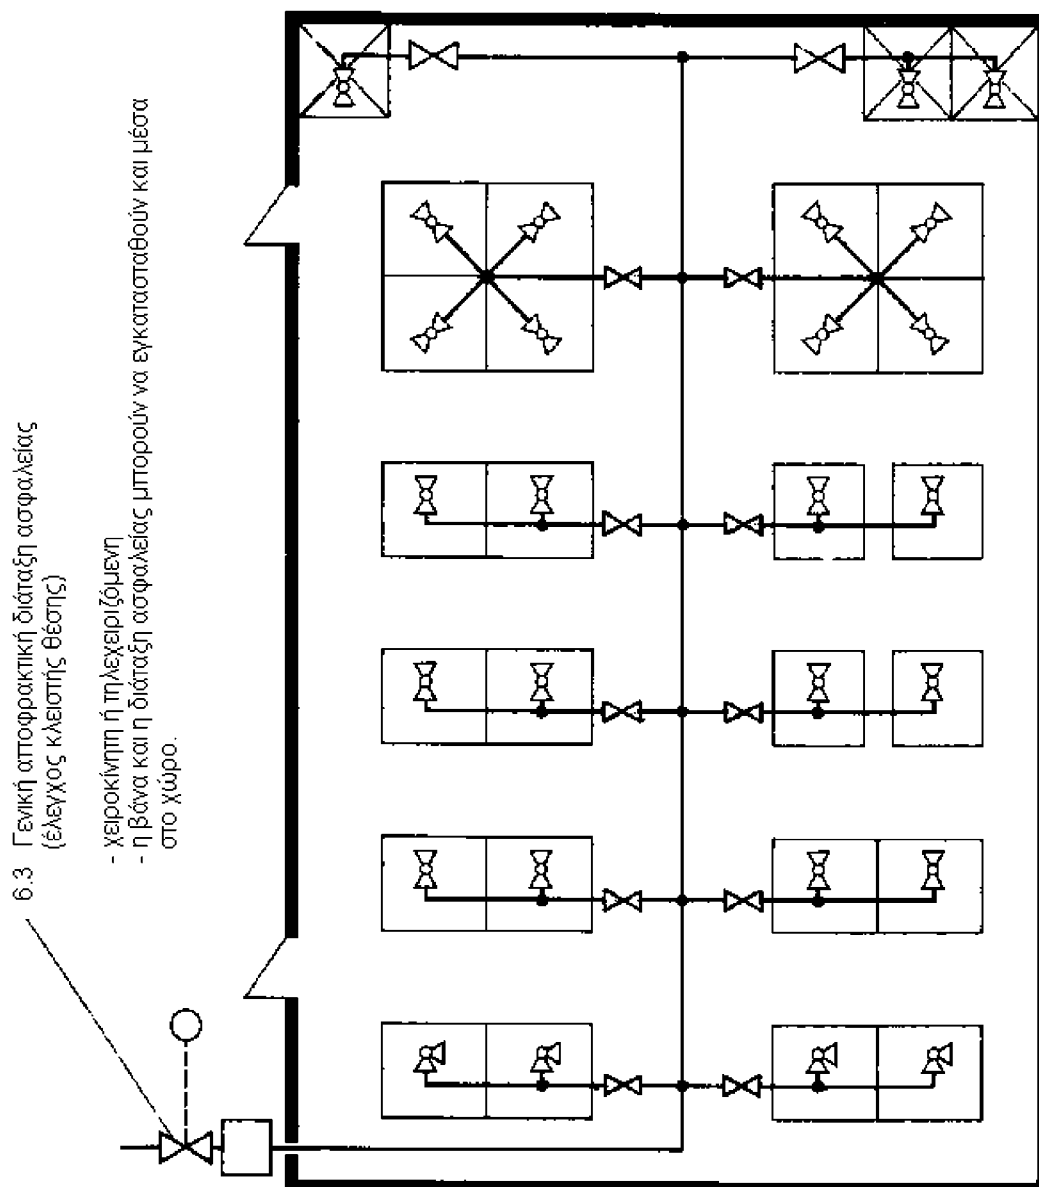 6.3 Γενική αποφρακτική διάταξη ασφαλείας
(έλεγχος κλειστής θέσης)
- χειροκίνητή ή τηλεχειριζόμενη
- η βάνα και η διάταξη ασφαλείας μπορούν να εγκατασταθούν και μέσα
στο χώρο.